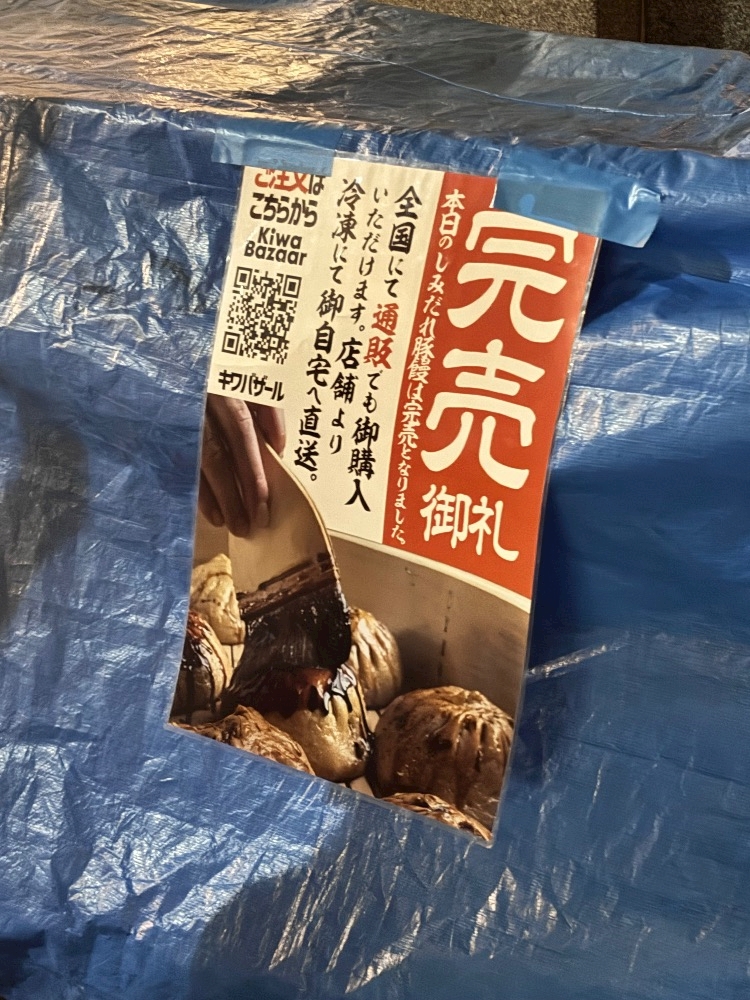 完売
御礼
本日のしみだれ豚饅は完売となりました。
全国にて通販でも御購入
いただけます。店舗より
冷凍にて御自宅へ直送。
ご注文は
こちらから
Kiwa
Bazaar
キワバザール